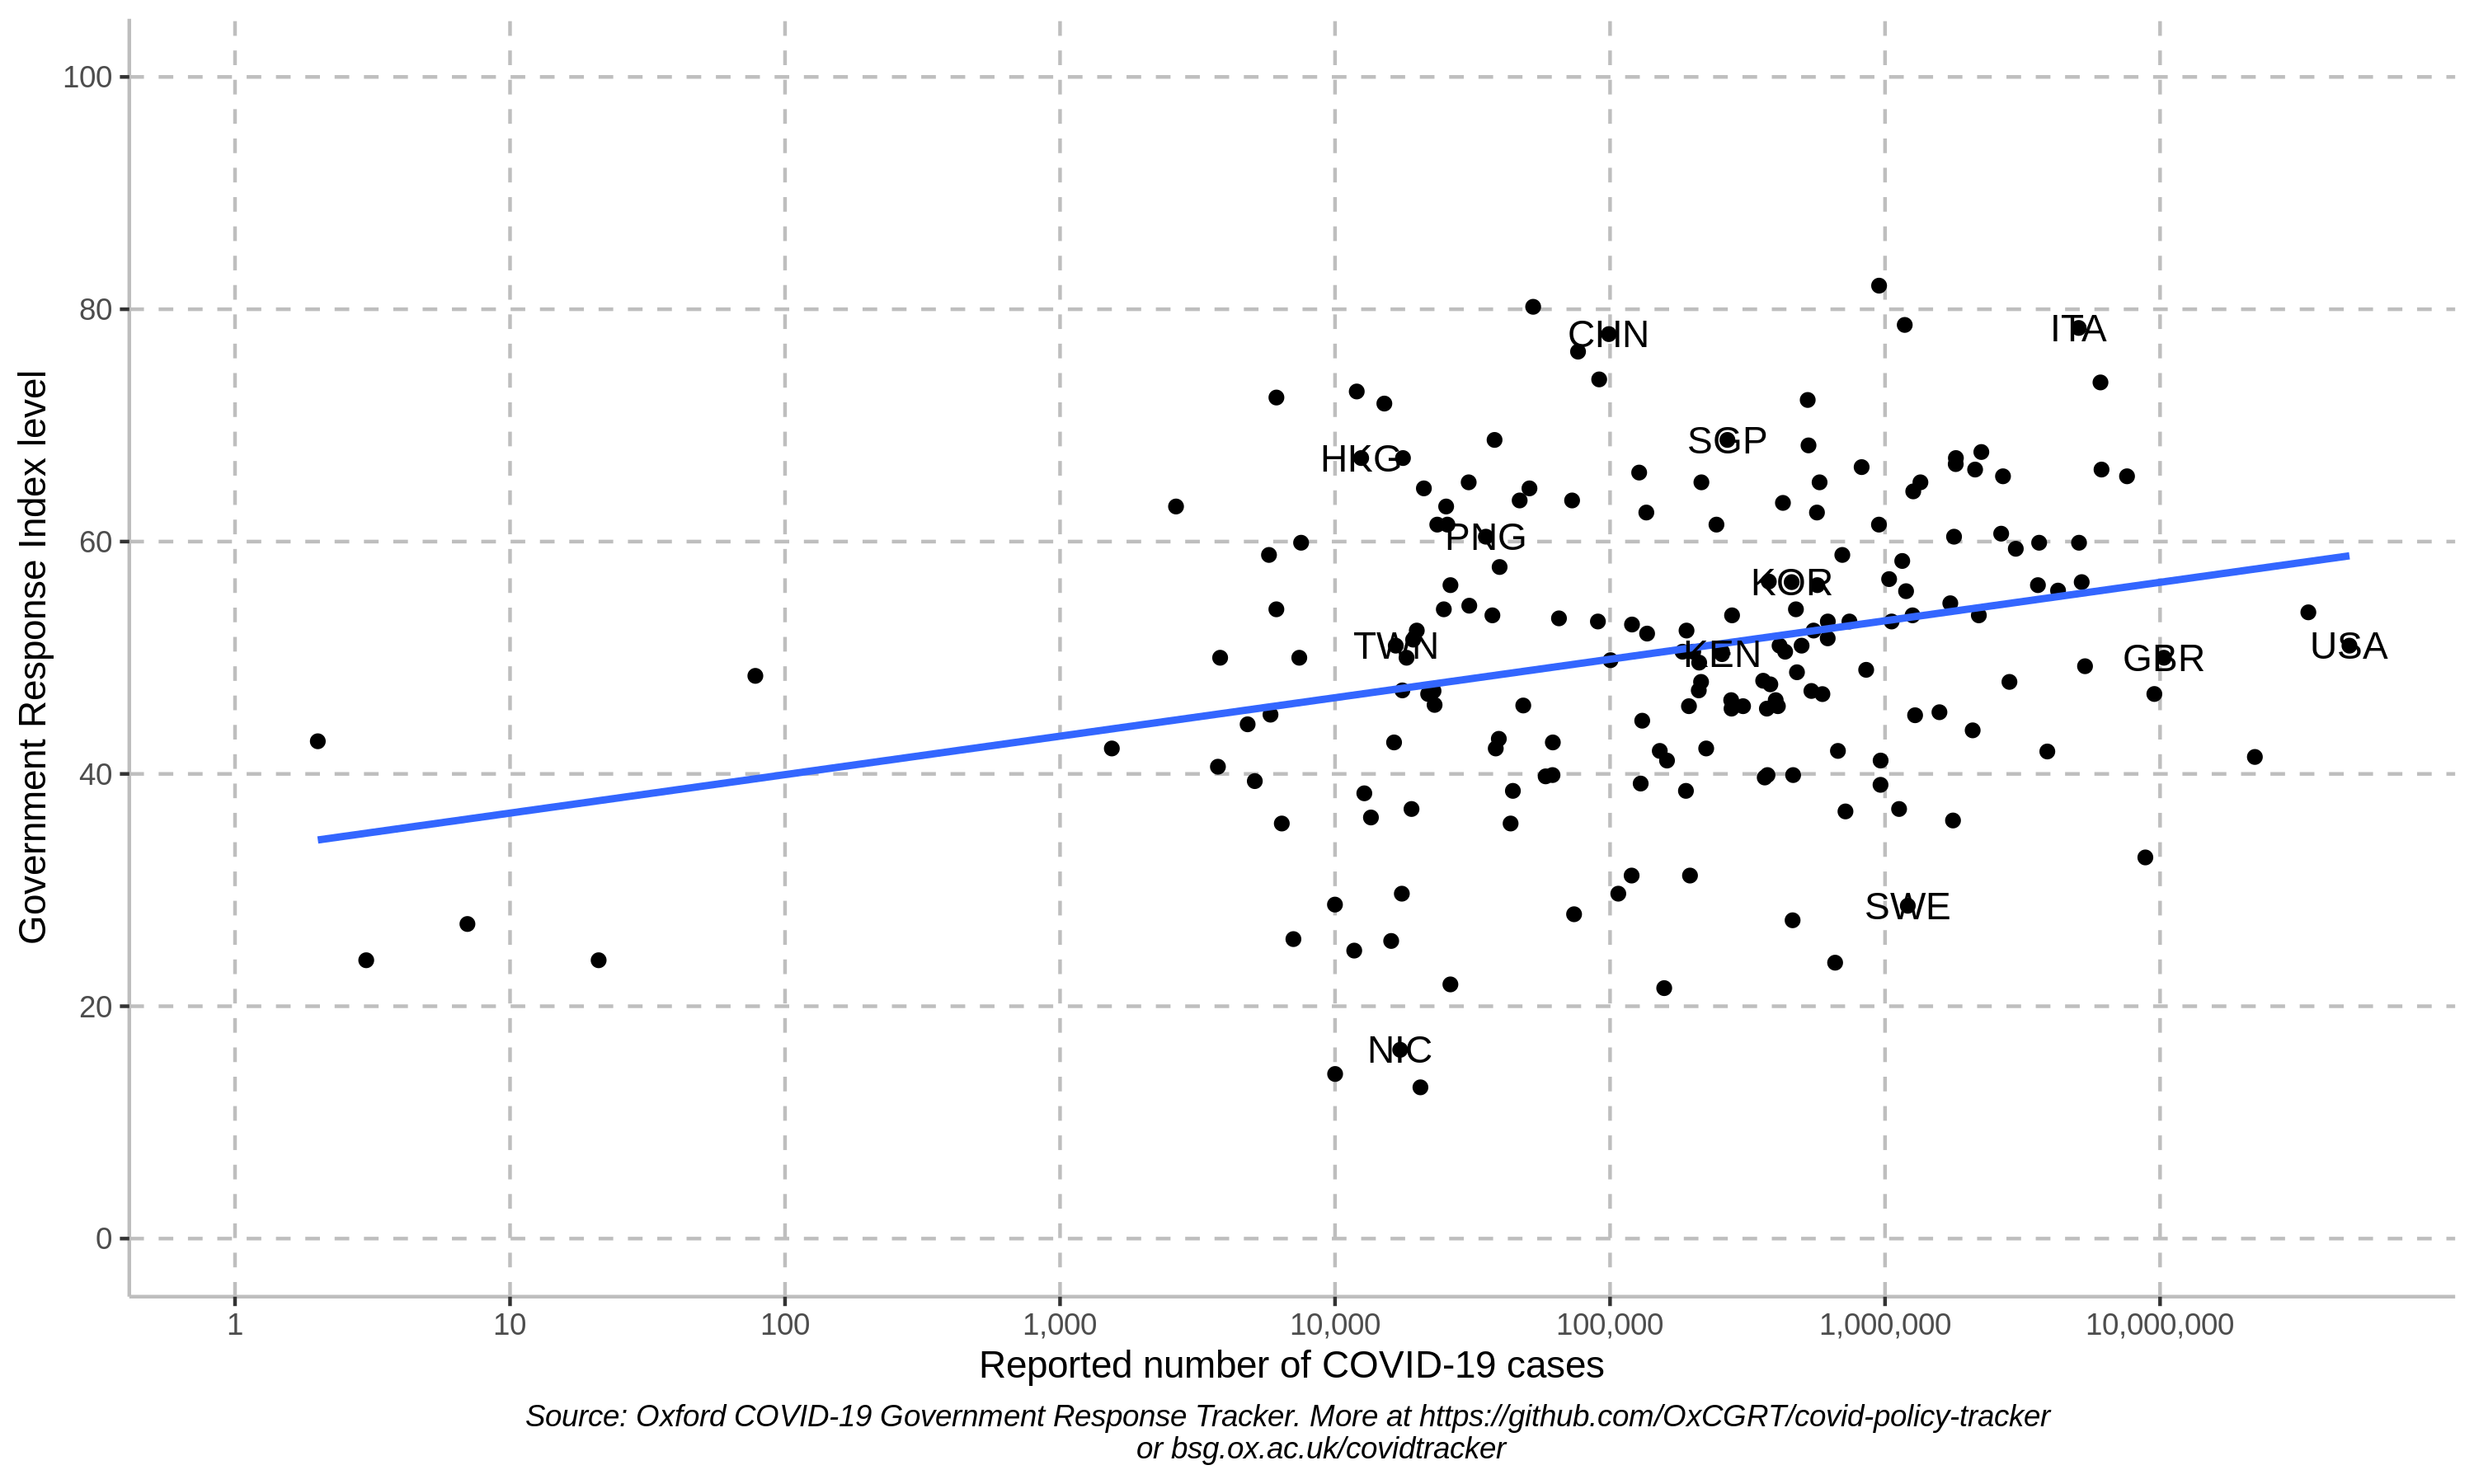 Government Response Index level
100
80
60
40
20
0
CHN
ITA
SGP
HKG
PNG
KOR
TWN
KEN
GBR
USA
SWE
NIC
1
10
100
1,000
10,000
100,000
1,000,000
10,000,000
Reported number of COVID-19 cases
Source: Oxford COVID-19 Government Response Tracker. More at https://github.com/OxCGRT/covid-policy-tracker
or bsg.ox.ac.uk/covidtracker